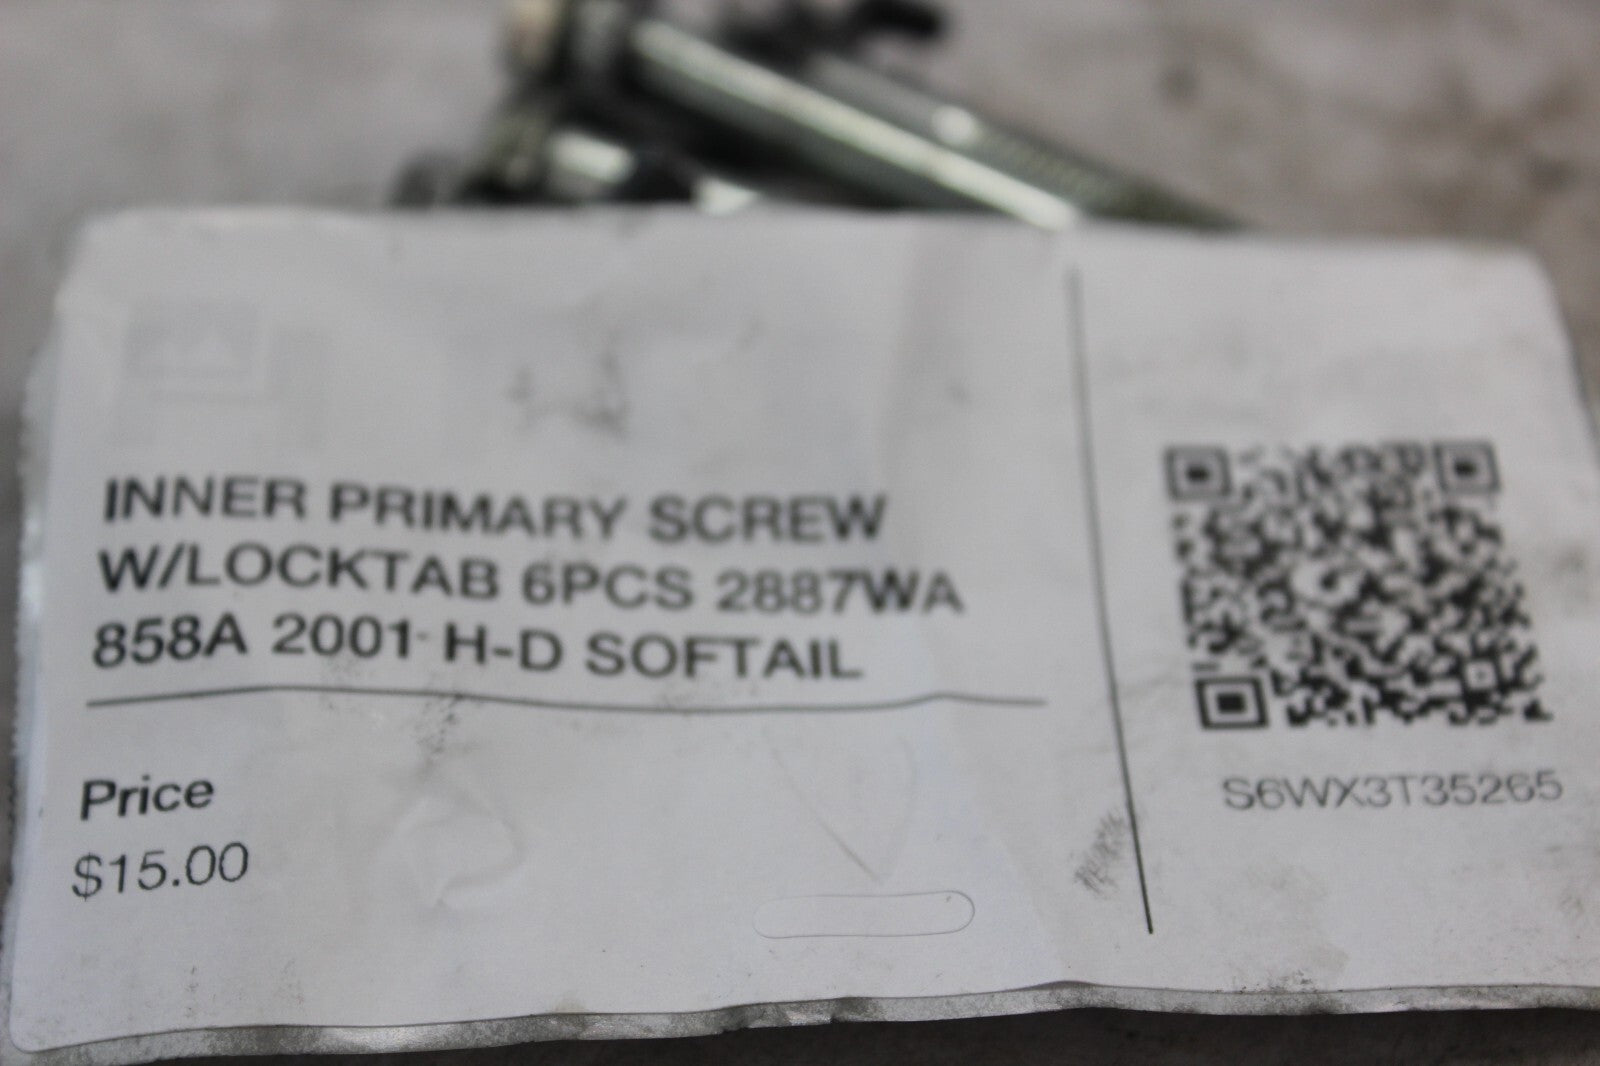 INNER PRIMARY SCREW
W/LOCKTAB 6PCS 2887WA
858A 2001 H-D SOFTAIL
Price
$15.00
S6WX3T35265